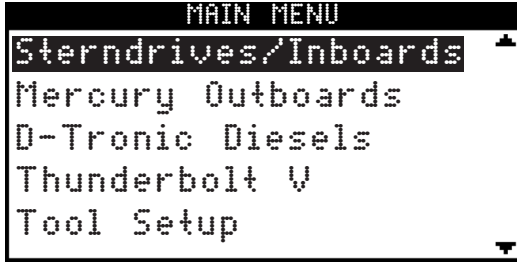 MAIN MENU
Sterndrives/Inboards
Mercury Outboards
D-Tronic Diesels
Thunderbolt V
Tool Setup